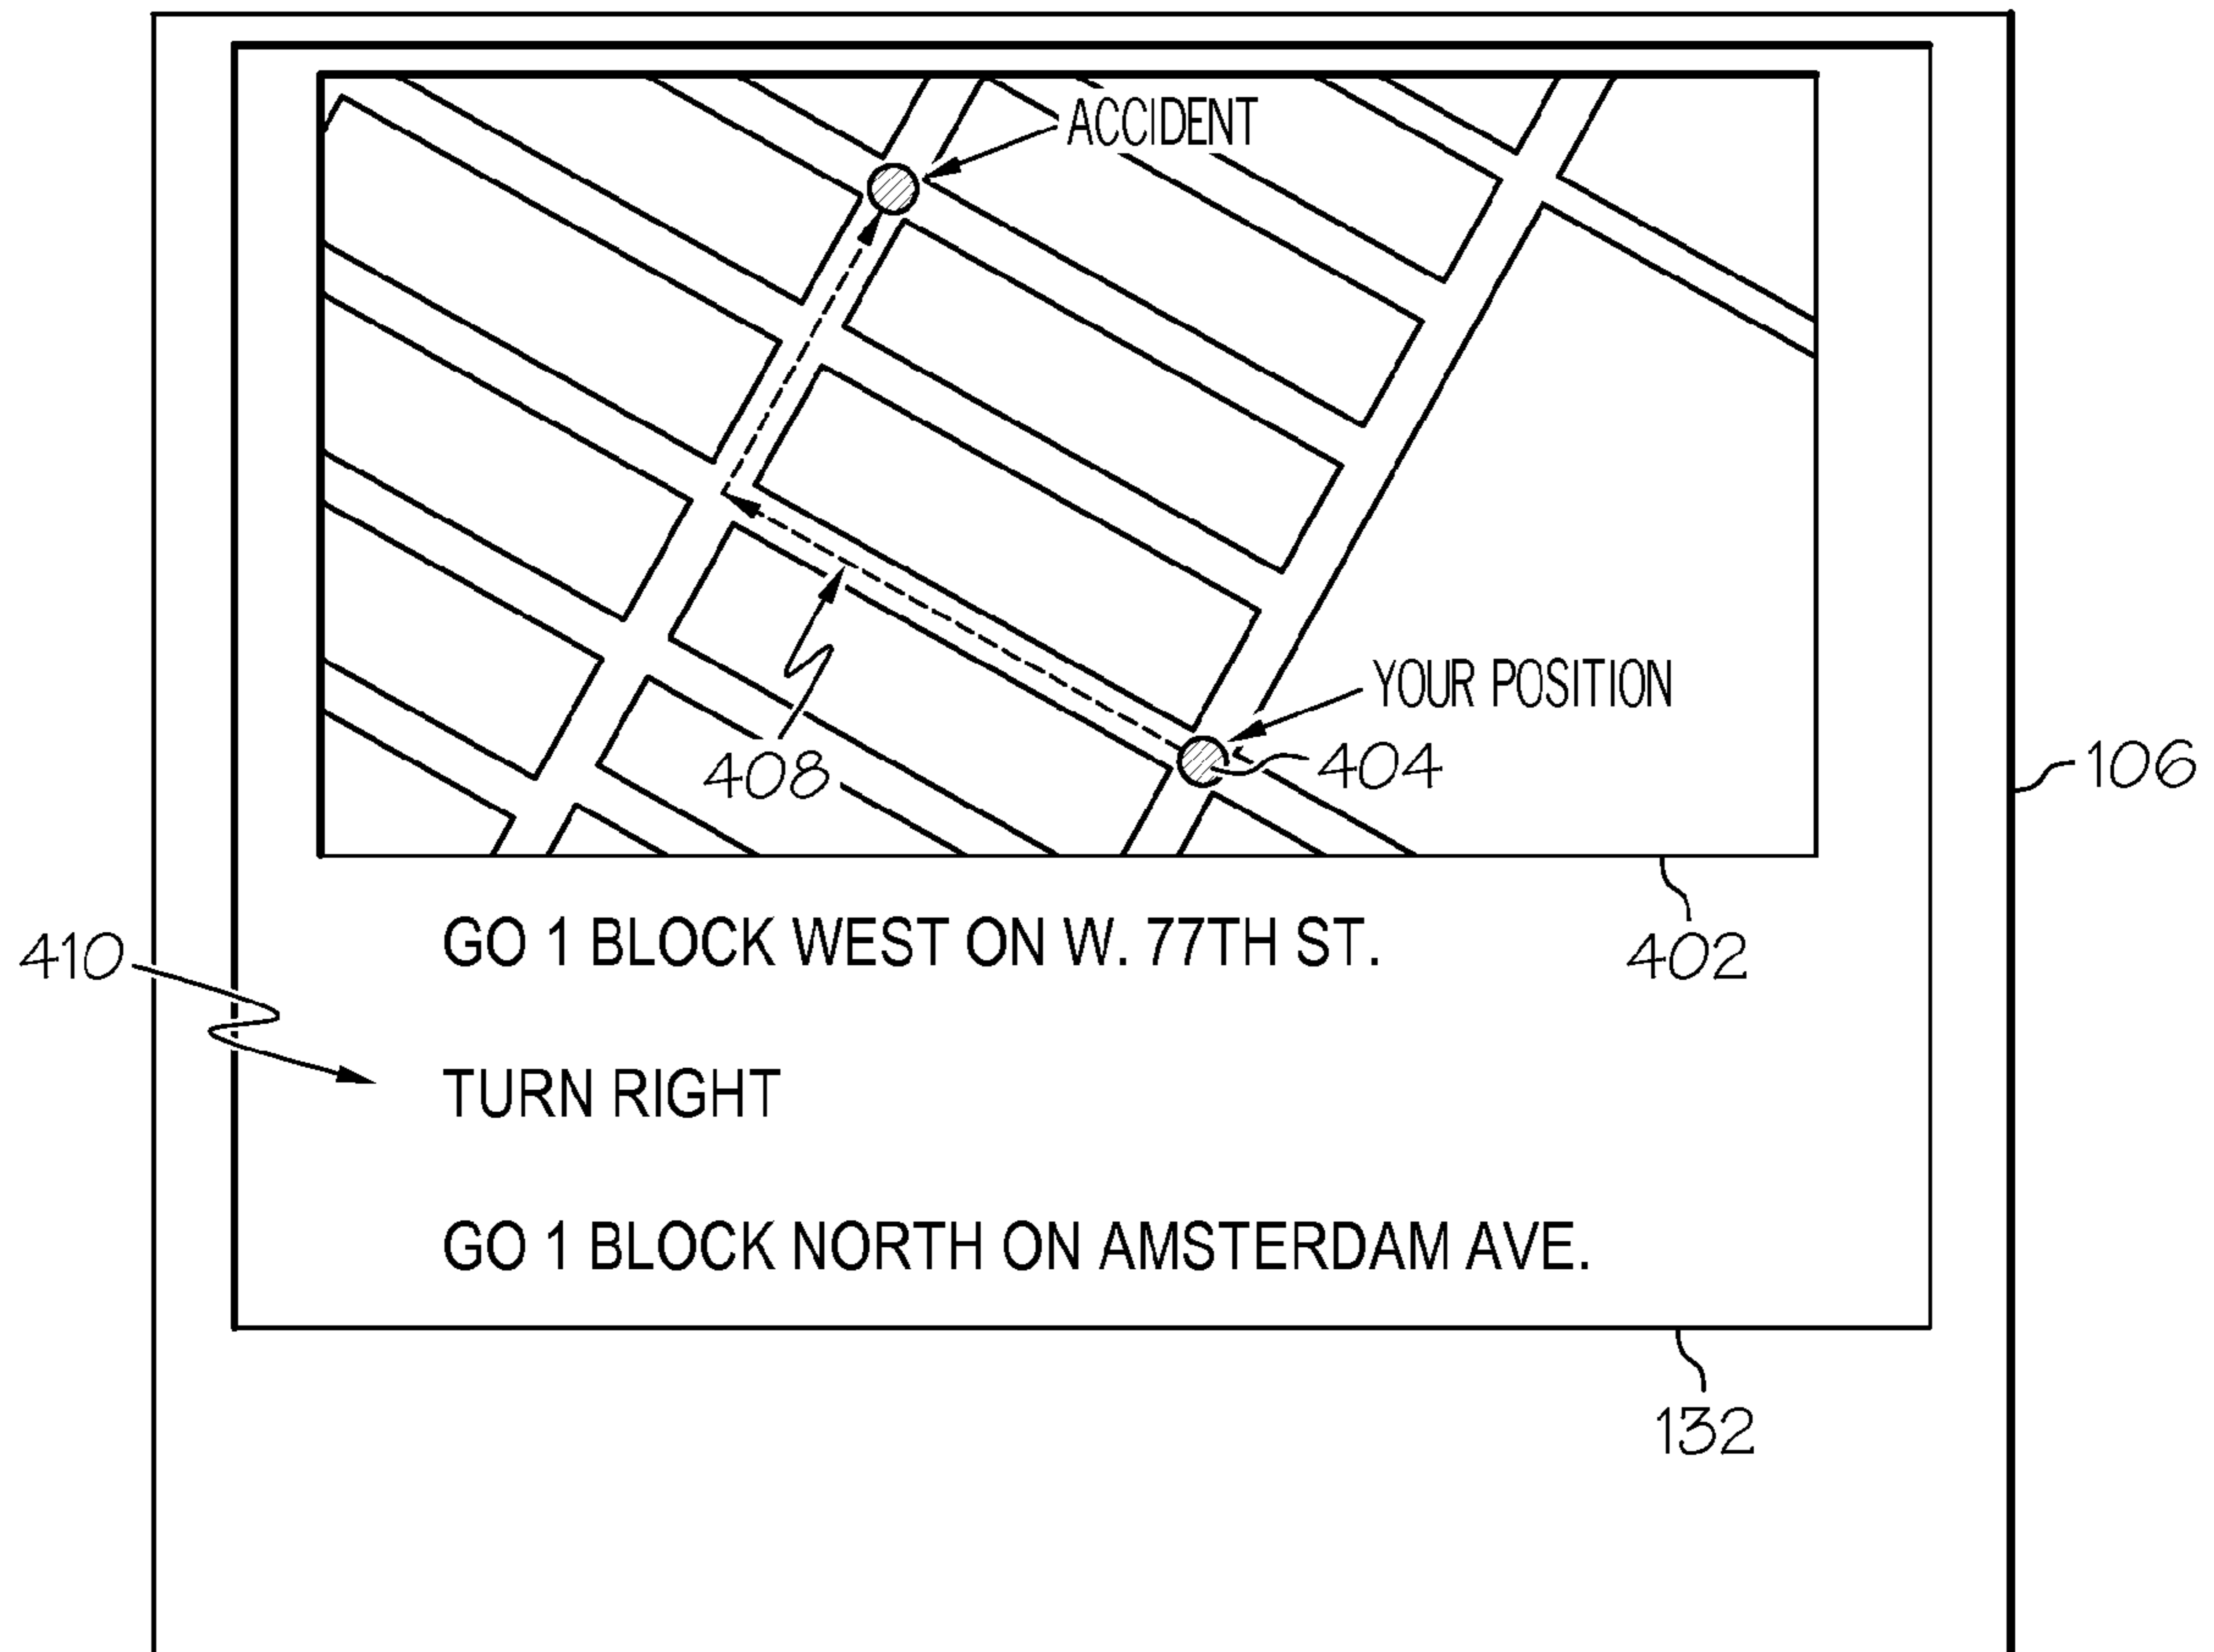 ACCIDENT
YOUR POSITION
408
404
106
402
GO 1 BLOCK WEST ON W. 77TH ST.
410
TURN RIGHT
GO 1 BLOCK NORTH ON AMSTERDAM AVE.
132